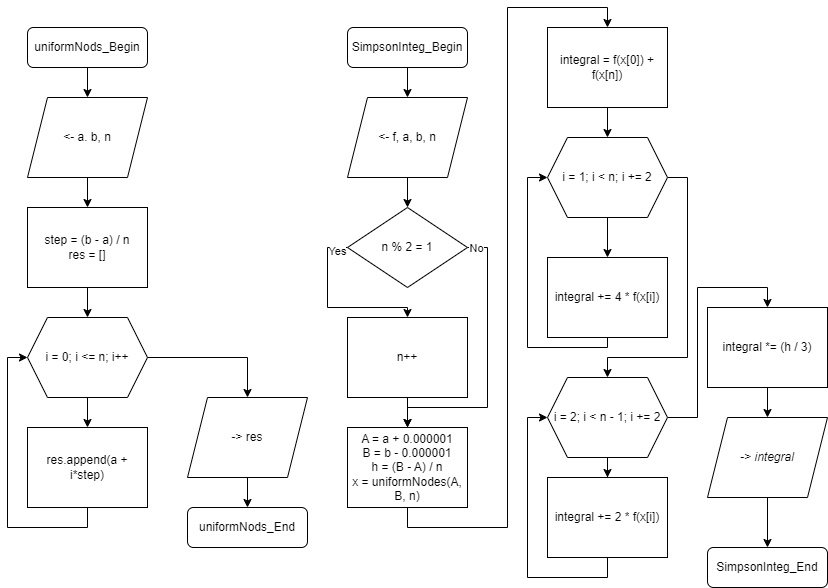 uniformNods_Begin
<- a. b, n
step = (b - a) / n
res = []
i = 0; i <= n; i++
res.append(a +
i*step)
-> res
uniformNods_End
SimpsonInteg_Begin
<- f, a, b, n
n % 2 = 1
Yes
No
n++
A = a + 0.000001
B = b - 0.000001
h = (B - A) / n
x = uniformNodes(A,
B, n)
integral = f(x[0]) +
f(x[n])
i = 1; i < n; i += 2
integral += 4 * f(x[i])
i = 2; i < n - 1; i += 2
integral += 2 * f(x[i])
integral *= (h / 3)
-> integral
SimpsonInteg_End